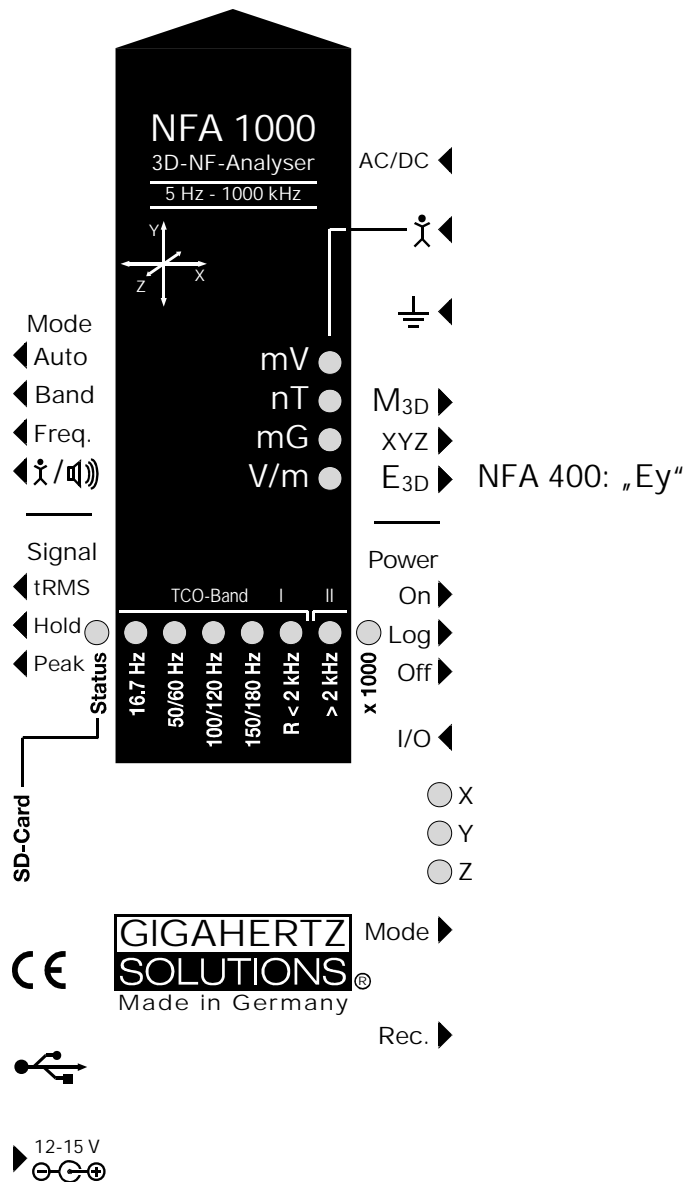 NFA 1000
3D-NF-Analyser
5 Hz - 1000 kHz
Y
X
Z
AC/DC
Mode
Auto
Band
Freq.
/
mV
nT
mG
V/m
M3D
XYZ
E3D
NFA 400: „Ey“
Signal
tRMS
Hold
Peak
Status
SD-Card
TCO-Band I II
16.7 Hz
50/60 Hz
100/120 Hz
150/180 Hz
R < 2 kHz
> 2 kHz
x 1000
Power
On
Log
Off
I/O
X
Y
Z
GIGAHERTZ
SOLUTIONS®
Made in Germany
Mode
Rec.
CE
12-15 V